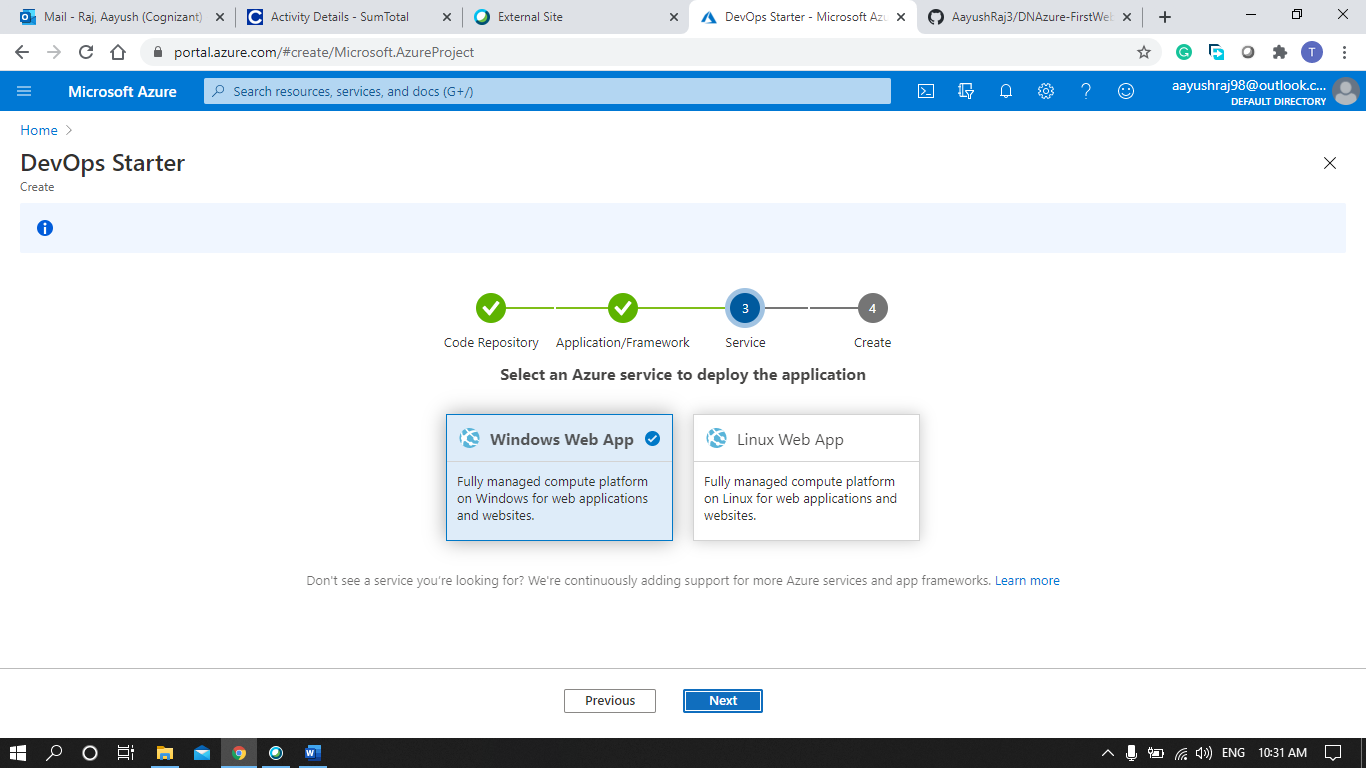 Mail - Raj, Aayush (Cognizant)
Activity Details - SumTotal
External Site
DevOps Starter - Microsoft Azu
AayushRaj3/DNAzure-FirstWeb
portal.azure.com/#create/Microsoft.AzureProject
T
Microsoft Azure
Search resources, services, and docs (G+/)
aayushraj98@outlook.c...
DEFAULT DIRECTORY
Home
DevOps Starter
Create
3
4
Code Repository
Application/Framework
Service
Create
Select an Azure service to deploy the application
Windows Web App
Fully managed compute platform
on Windows for web applications
and websites.
Linux Web App
Fully managed compute platform
on Linux for web applications and
websites.
Don't see a service you're looking for? We're continuously adding support for more Azure services and app frameworks. Learn more
Previous
Next
ENG
10:31 AM